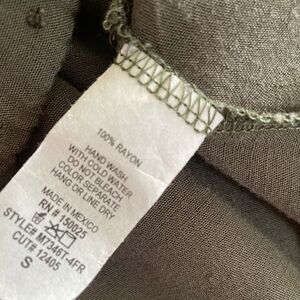 100% RAYON
HAND WASH
WITH COLD WATER
DO NOT BLEACH
COLOR SEPARATE
HANG OR LINE DRY
MADE IN MEXICO
RN# 150025
STYLE# M7346T-4FR
CUT# 12405
S